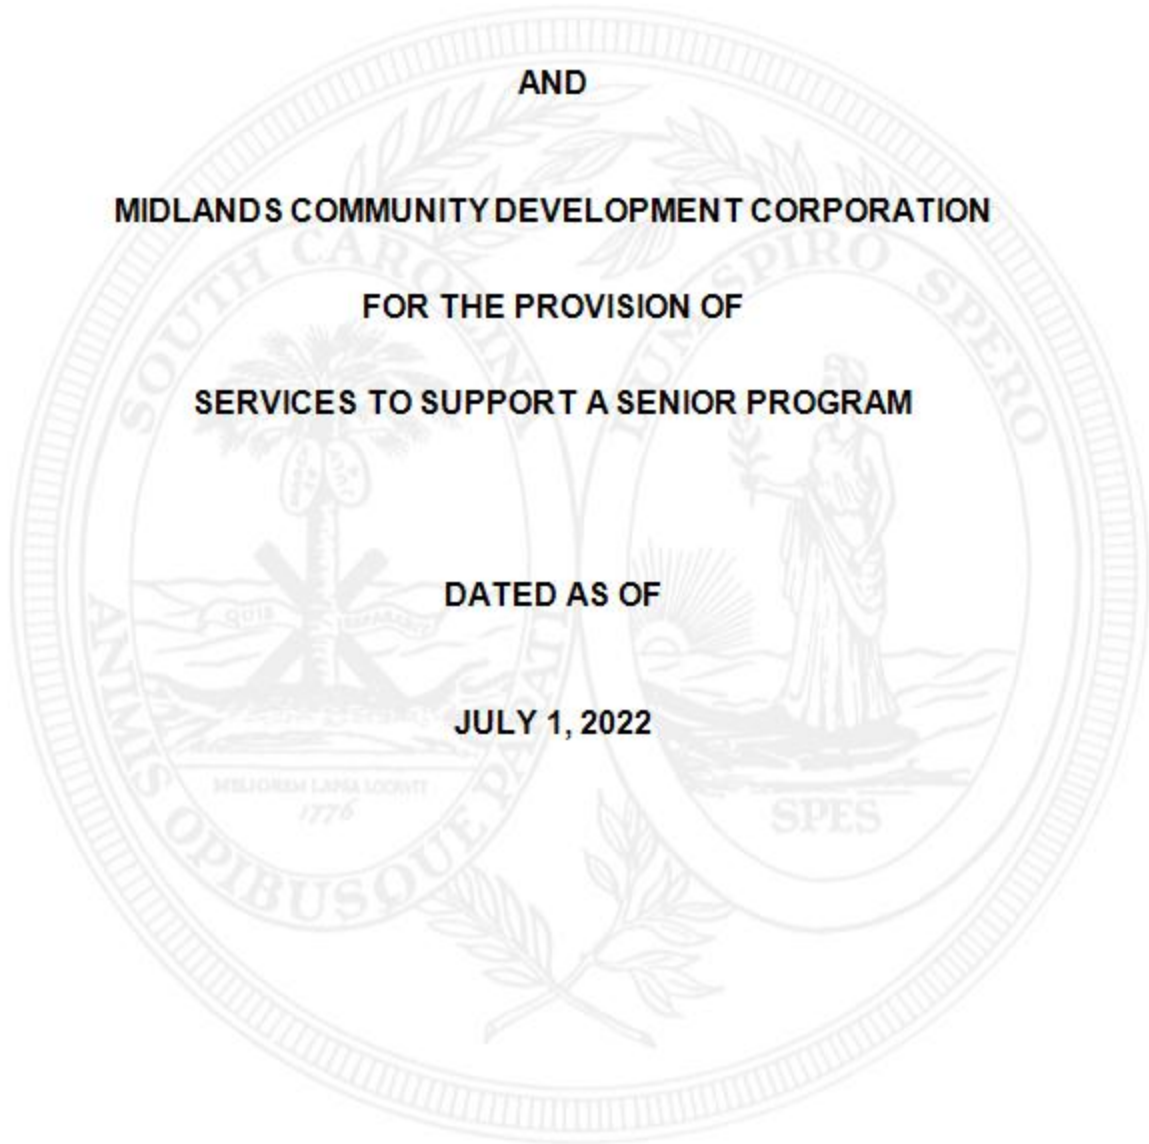 AND
MIDLANDS COMMUNITY DEVELOPMENT CORPORATION
SOUTH CAROLINA
DUM SPIRO SPERO
FOR THE PROVISION OF
SERVICES TO SUPPORT A SENIOR PROGRAM
DATED AS OF
QUIS
JULY 1, 2022
1776
SPES
ANIMIS OPIBUSQUE PARATI